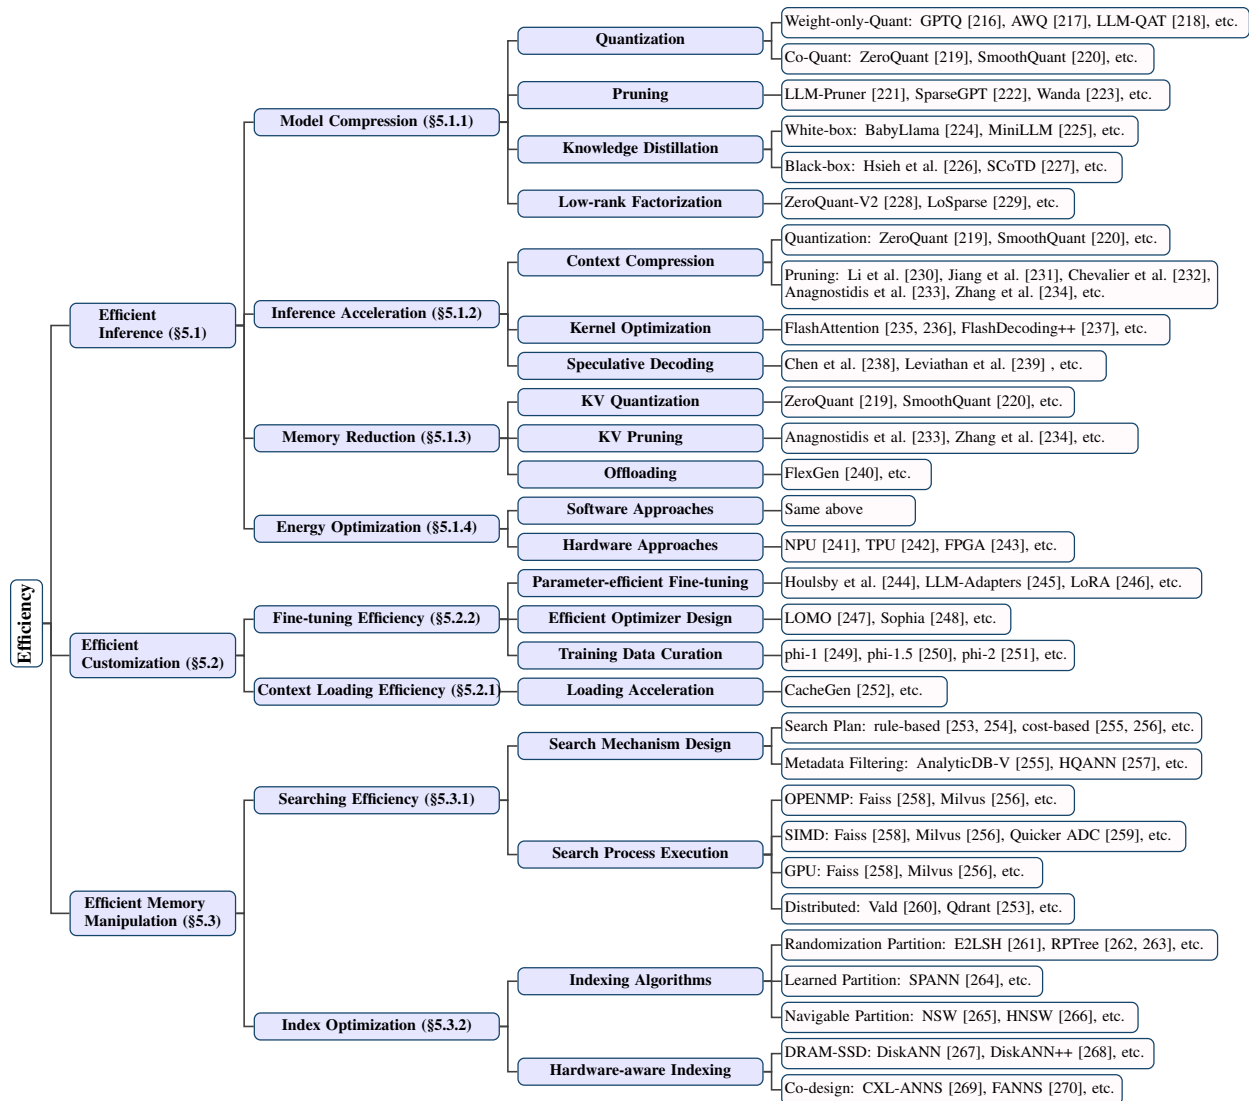 Efficiency
Efficient
Inference (§5.1)
Model Compression (§5.1.1)
Quantization
Weight-only-Quant: GPTQ [216], AWQ [217], LLM-QAT [218], etc.
Co-Quant: ZeroQuant [219], SmoothQuant [220], etc.
Pruning
LLM-Pruner [221], SparseGPT [222], Wanda [223], etc.
Knowledge Distillation
White-box: BabyLlama [224], MiniLLM [225], etc.
Black-box: Hsieh et al. [226], SCoTD [227], etc.
Low-rank Factorization
ZeroQuant-V2 [228], LoSparse [229], etc.
Inference Acceleration (§5.1.2)
Context Compression
Quantization: ZeroQuant [219], SmoothQuant [220], etc.
Pruning: Li et al. [230], Jiang et al. [231], Chevalier et al. [232],
Anagnostidis et al. [233], Zhang et al. [234], etc.
Kernel Optimization
FlashAttention [235, 236], FlashDecoding++ [237], etc.
Speculative Decoding
Chen et al. [238], Leviathan et al. [239] , etc.
Memory Reduction (§5.1.3)
KV Quantization
ZeroQuant [219], SmoothQuant [220], etc.
KV Pruning
Anagnostidis et al. [233], Zhang et al. [234], etc.
Offloading
FlexGen [240], etc.
Energy Optimization (§5.1.4)
Software Approaches
Same above
Hardware Approaches
NPU [241], TPU [242], FPGA [243], etc.
Efficient
Customization (§5.2)
Fine-tuning Efficiency (§5.2.2)
Parameter-efficient Fine-tuning
Houlsby et al. [244], LLM-Adapters [245], LoRA [246], etc.
Efficient Optimizer Design
LOMO [247], Sophia [248], etc.
Training Data Curation
phi-1 [249], phi-1.5 [250], phi-2 [251], etc.
Context Loading Efficiency (§5.2.1)
Loading Acceleration
CacheGen [252], etc.
Efficient Memory
Manipulation (§5.3)
Searching Efficiency (§5.3.1)
Search Mechanism Design
Search Plan: rule-based [253, 254], cost-based [255, 256], etc.
Metadata Filtering: AnalyticDB-V [255], HQANN [257], etc.
Search Process Execution
OPENMP: Faiss [258], Milvus [256], etc.
SIMD: Faiss [258], Milvus [256], Quicker ADC [259], etc.
GPU: Faiss [258], Milvus [256], etc.
Distributed: Vald [260], Qdrant [253], etc.
Index Optimization (§5.3.2)
Indexing Algorithms
Randomization Partition: E2LSH [261], RPTree [262, 263], etc.
Learned Partition: SPANN [264], etc.
Navigable Partition: NSW [265], HNSW [266], etc.
Hardware-aware Indexing
DRAM-SSD: DiskANN [267], DiskANN++ [268], etc.
Co-design: CXL-ANNS [269], FANNS [270], etc.